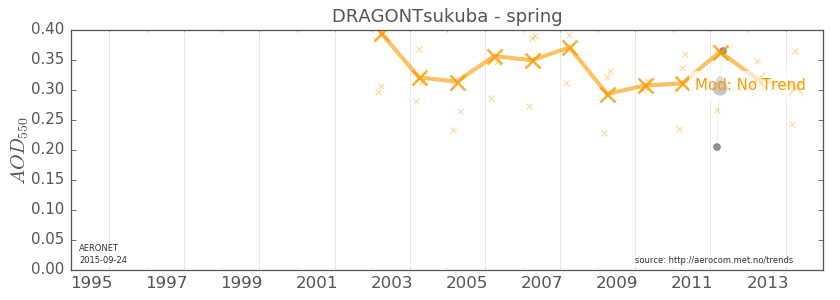 DRAGONTsukuba - spring
0.40
0.35
0.30
0.25
0.20
0.15
0.10
0.05
0.00
AOD550
Mod: No Trend
AERONET
2015-09-24
source: http://aerocom.met.no/trends
1995 1997 1999 2001 2003 2005 2007 2009 2011 2013